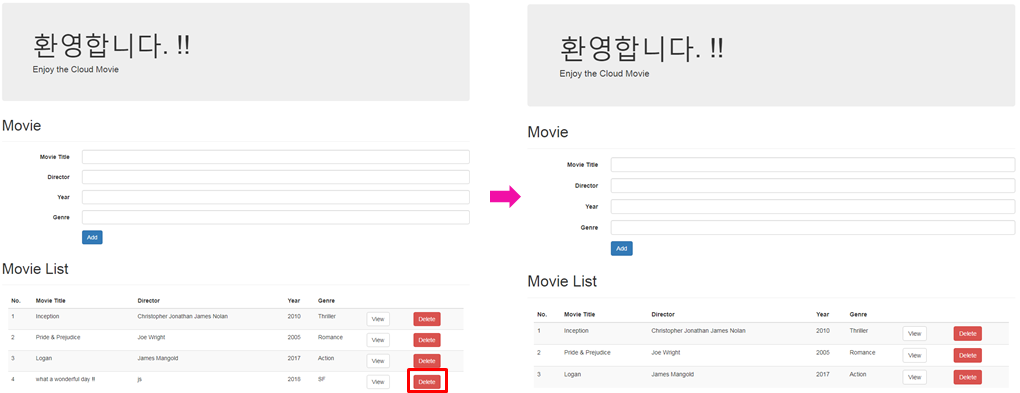 환영합니다. !!
Enjoy the Cloud Movie
Movie
Movie Title
Director
Year
Genre
Add
Movie List
No. Movie Title Director Year Genre
1 Inception Christopher Jonathan James Nolan 2010 Thriller View Delete
2 Pride & Prejudice Joe Wright 2005 Romance View Delete
3 Logan James Mangold 2017 Action View Delete
4 what a wonderful day !! js 2018 SF View Delete
환영합니다. !!
Enjoy the Cloud Movie
Movie
Movie Title
Director
Year
Genre
Add
Movie List
No. Movie Title Director Year Genre
1 Inception Christopher Jonathan James Nolan 2010 Thriller View Delete
2 Pride & Prejudice Joe Wright 2005 Romance View Delete
3 Logan James Mangold 2017 Action View Delete